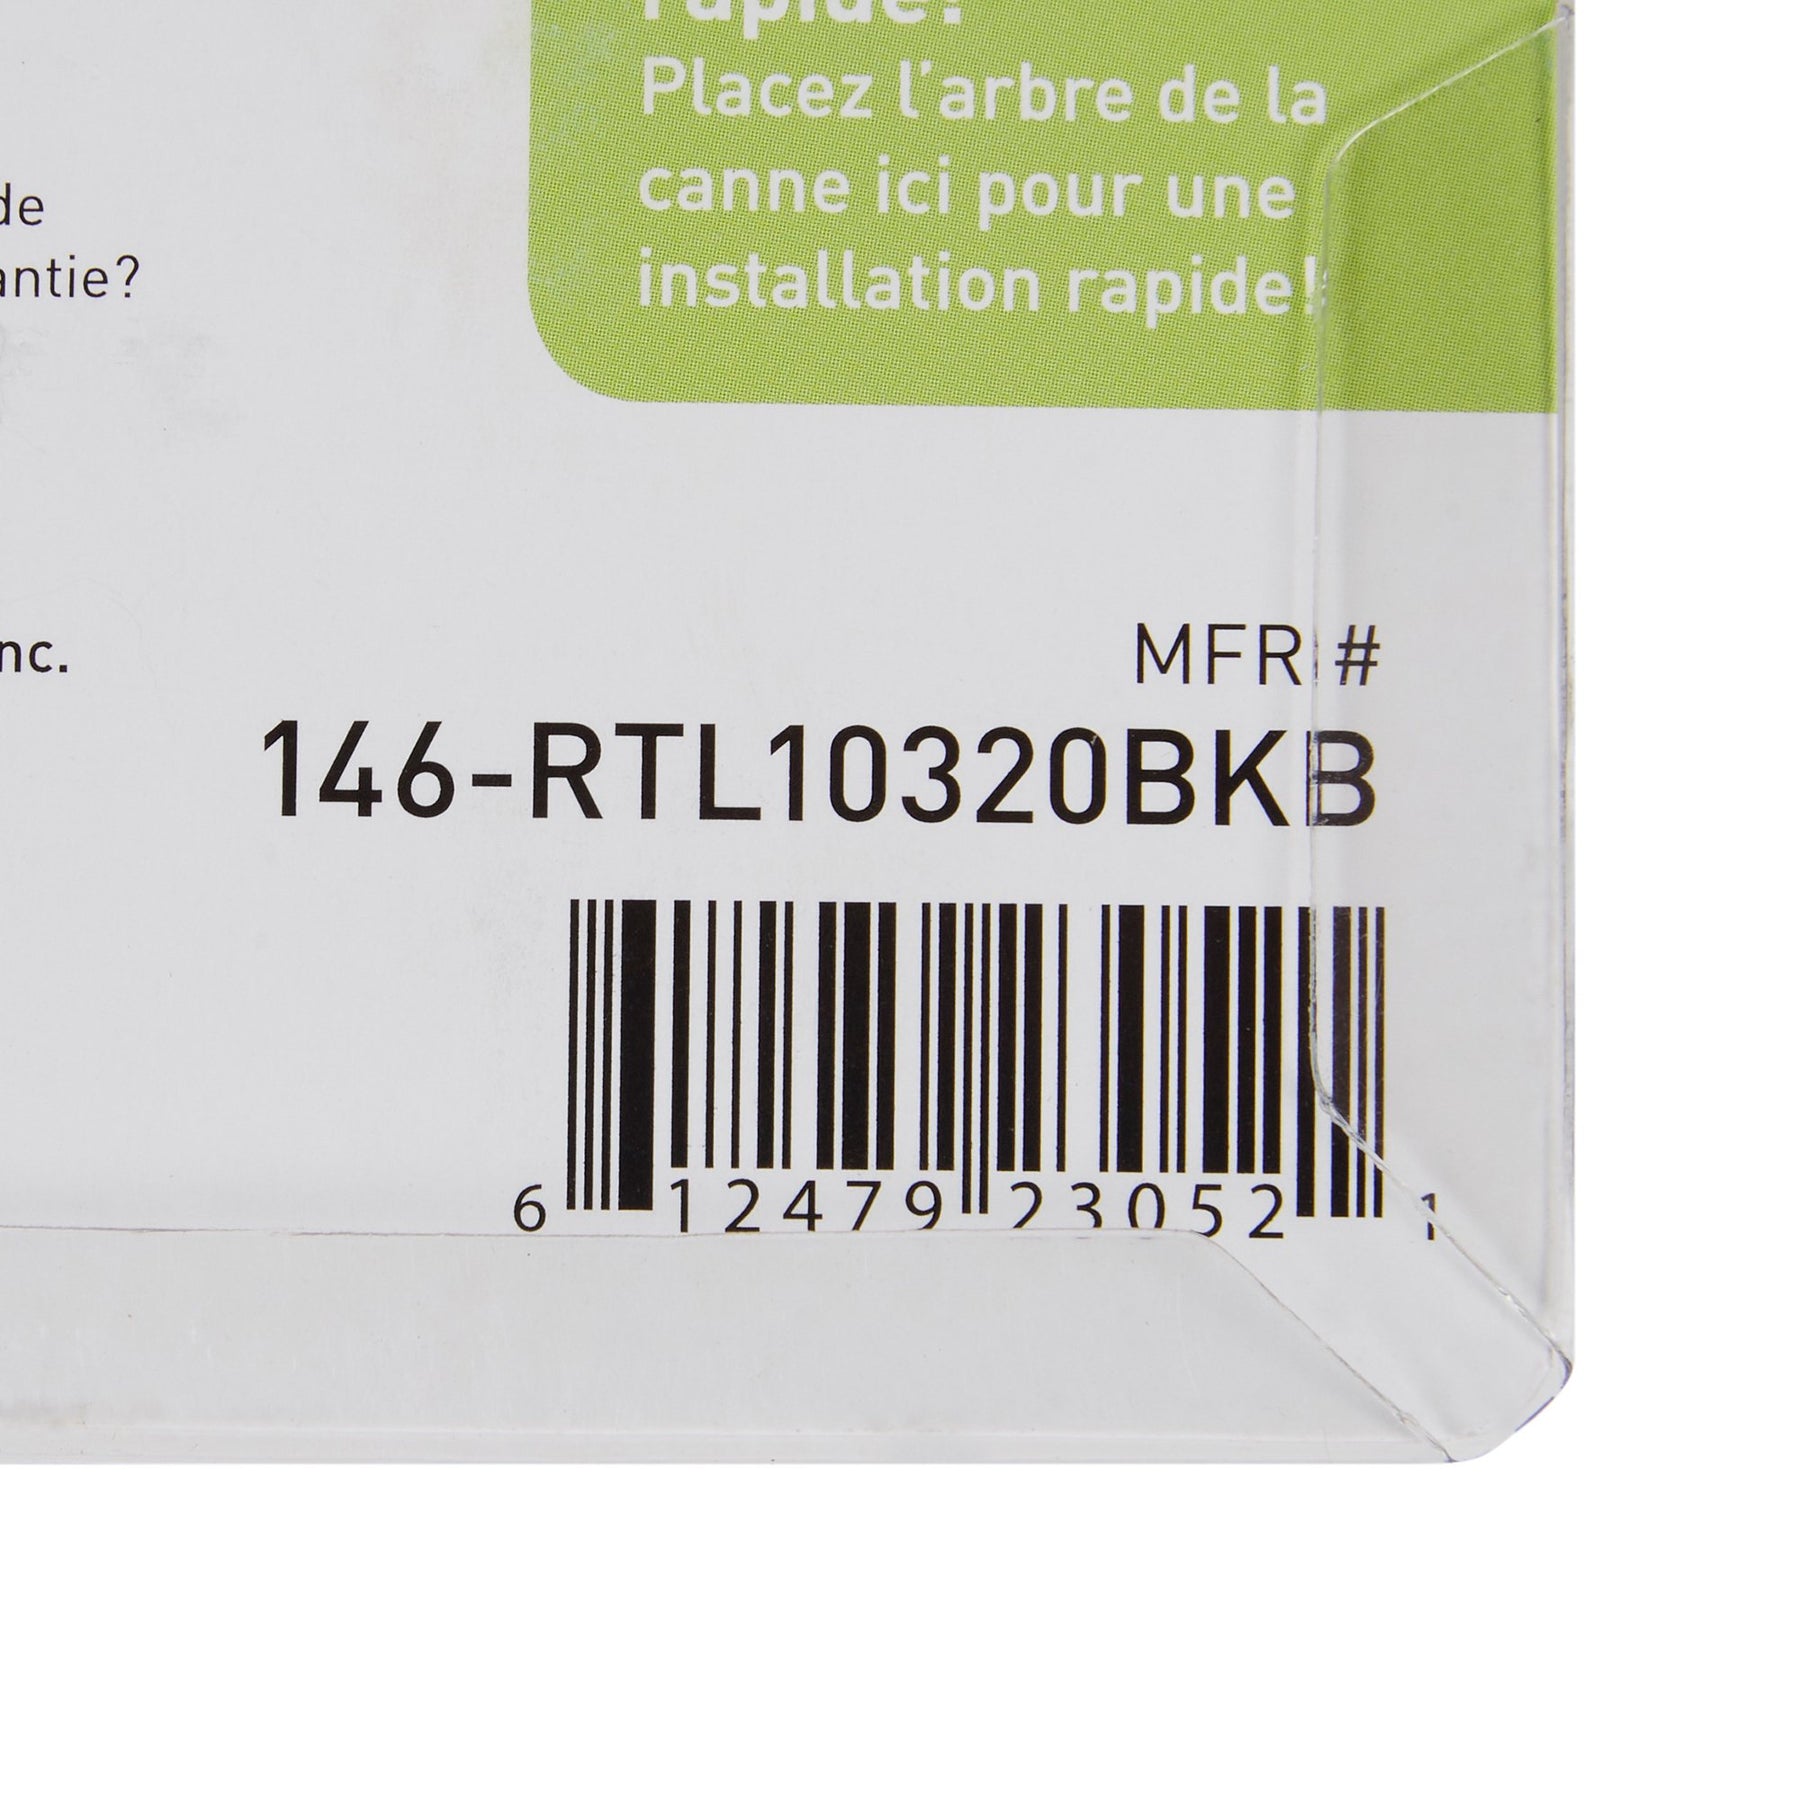 rapide?
Placez l'arbre de la
canne ici pour une
installation rapide!
de
antie?
nc.
MFR #
146-RTL10320BKB
6 12479 23052 1